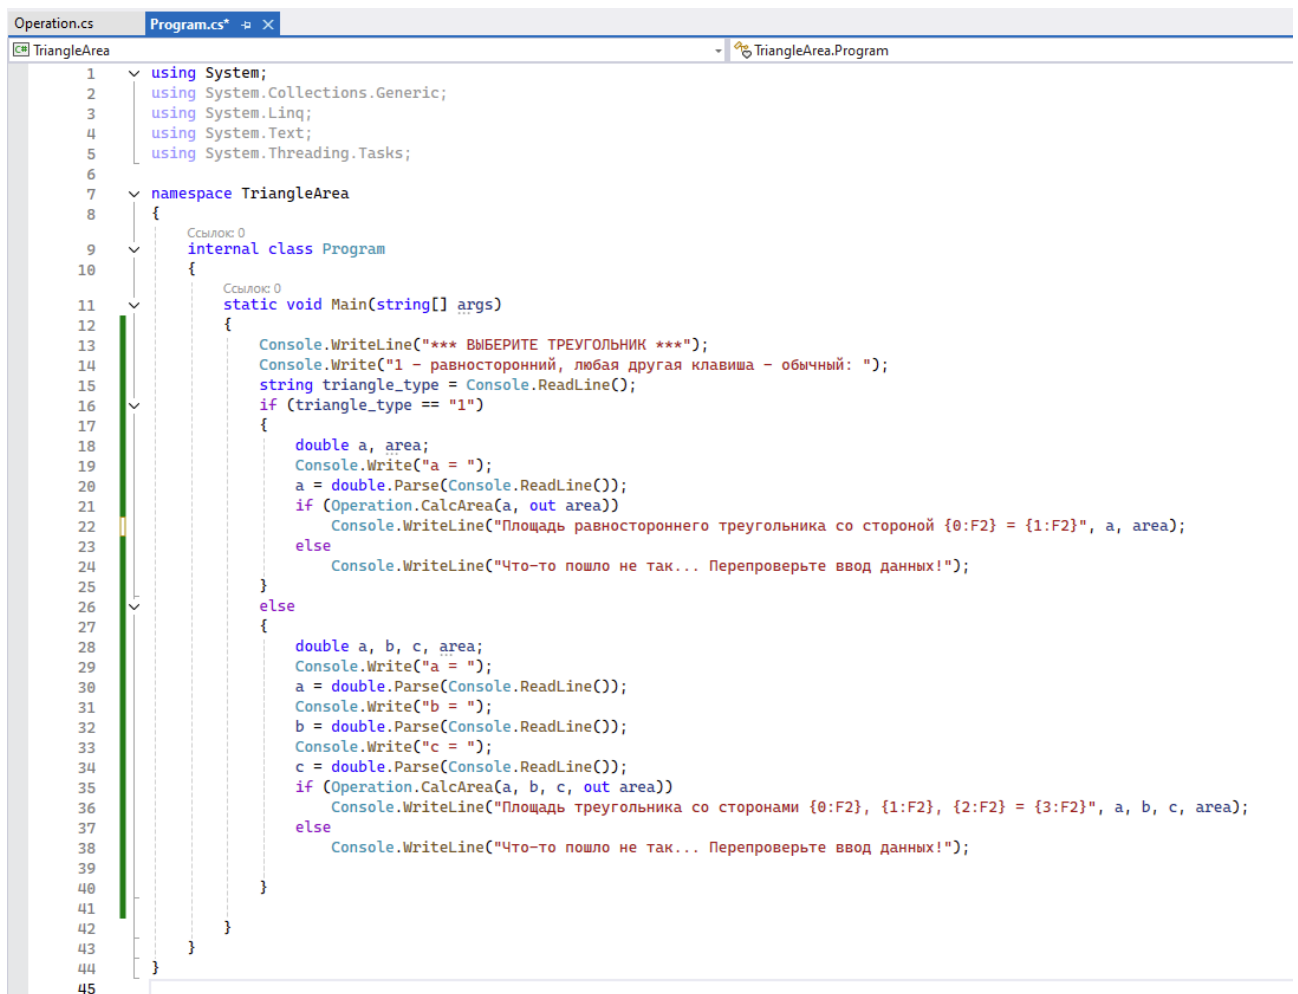 Operation.cs Program.cs*
TriangleArea TriangleArea.Program
1 using System;
2 using System.Collections.Generic;
3 using System.Linq;
4 using System.Text;
5 using System.Threading.Tasks;
6
7 namespace TriangleArea
8 {
Ссылок: 0
9 internal class Program
10 {
Ссылок: 0
11 static void Main(string[] args)
12 {
13 Console.WriteLine("*** ВЫБЕРИТЕ ТРЕУГОЛЬНИК ***");
14 Console.Write("1 - равносторонний, любая другая клавиша - обычный: ");
15 string triangle_type = Console.ReadLine();
16 if (triangle_type == "1")
17 {
18 double a, area;
19 Console.Write("a = ");
20 a = double.Parse(Console.ReadLine());
21 if (Operation.CalcArea(a, out area))
22 Console.WriteLine("Площадь равностороннего треугольника со стороной {0:F2} = {1:F2}", a, area);
23 else
24 Console.WriteLine("Что-то пошло не так... Перепроверьте ввод данных!");
25 }
26 else
27 {
28 double a, b, c, area;
29 Console.Write("a = ");
30 a = double.Parse(Console.ReadLine());
31 Console.Write("b = ");
32 b = double.Parse(Console.ReadLine());
33 Console.Write("c = ");
34 c = double.Parse(Console.ReadLine());
35 if (Operation.CalcArea(a, b, c, out area))
36 Console.WriteLine("Площадь треугольника со сторонами {0:F2}, {1:F2}, {2:F2} = {3:F2}", a, b, c, area);
37 else
38 Console.WriteLine("Что-то пошло не так... Перепроверьте ввод данных!");
39
40 }
41
42 }
43 }
44 }
45